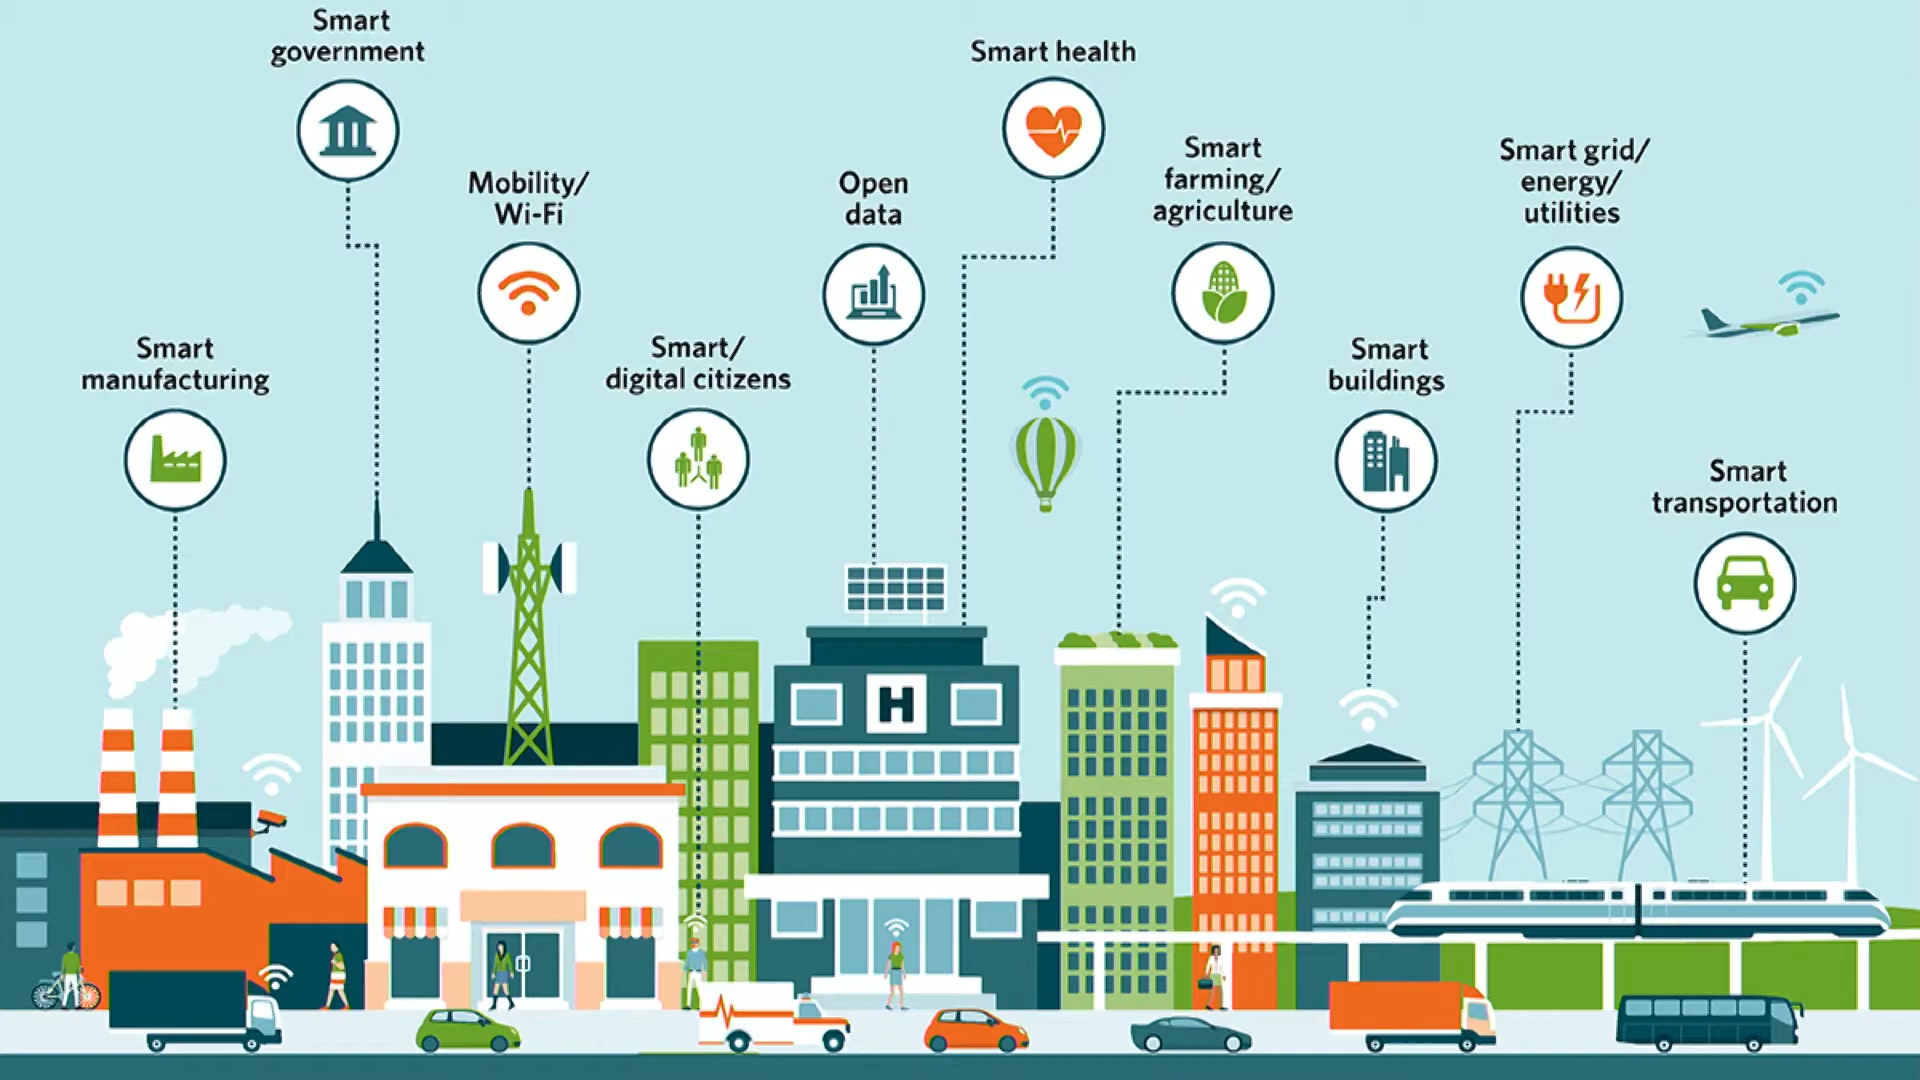 Smart
government
Smart health
Mobility/
Wi-Fi
Open
data
Smart
farming/
agriculture
Smart grid/
energy/
utilities
Smart
manufacturing
Smart/
digital citizens
Smart
buildings
Smart
transportation
H